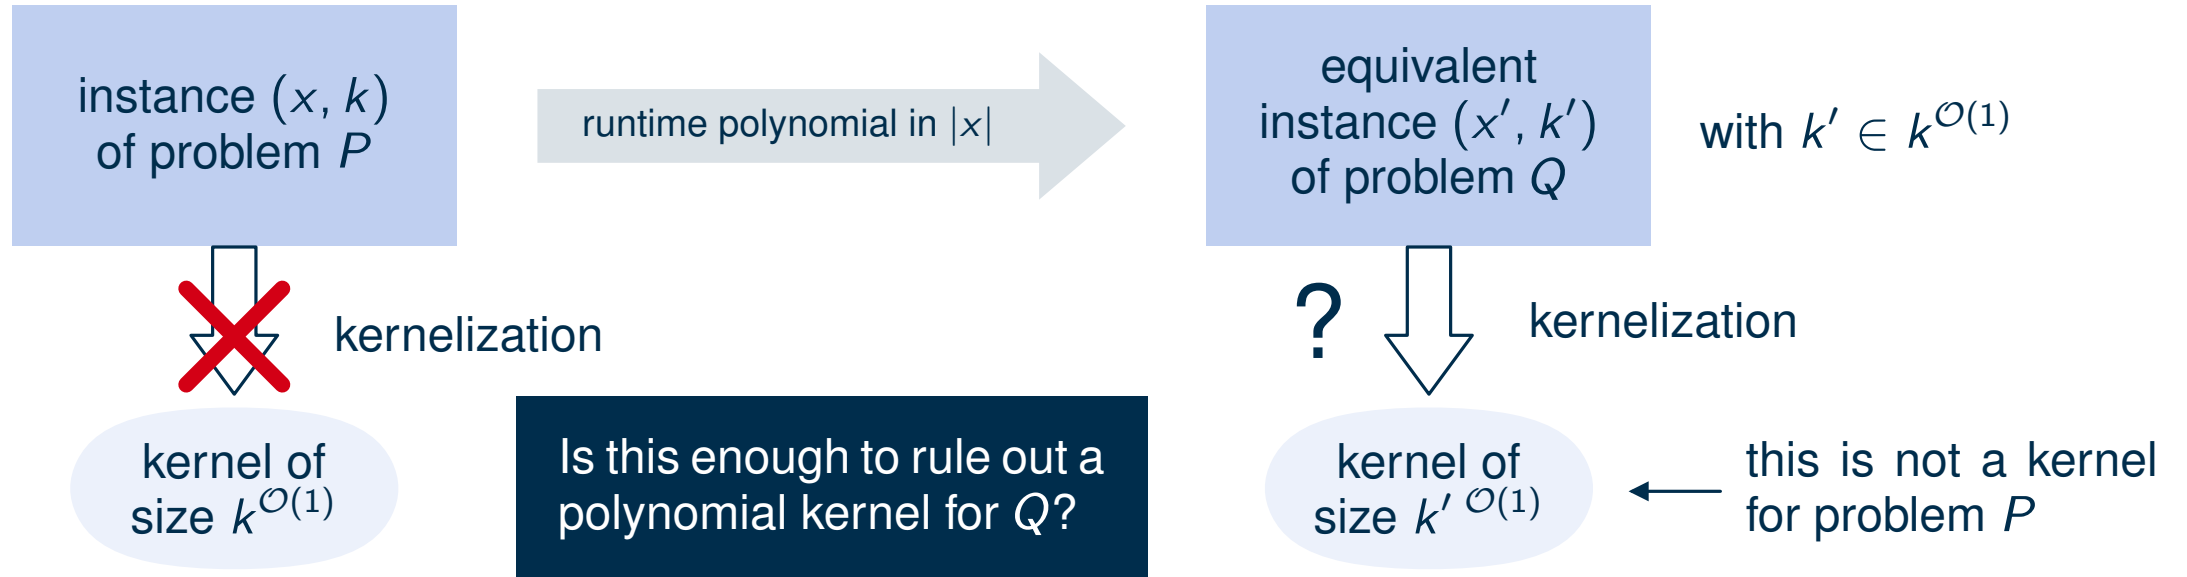 instance (x, k)
of problem P
runtime polynomial in |x|
equivalent
instance (x′, k′)
of problem Q
with k′ ∈ k^{𝒪(1)}
kernelization
?
kernelization
kernel of
size k^{𝒪(1)}
Is this enough to rule out a
polynomial kernel for Q?
kernel of
size k′^{𝒪(1)}
this is not a kernel
for problem P